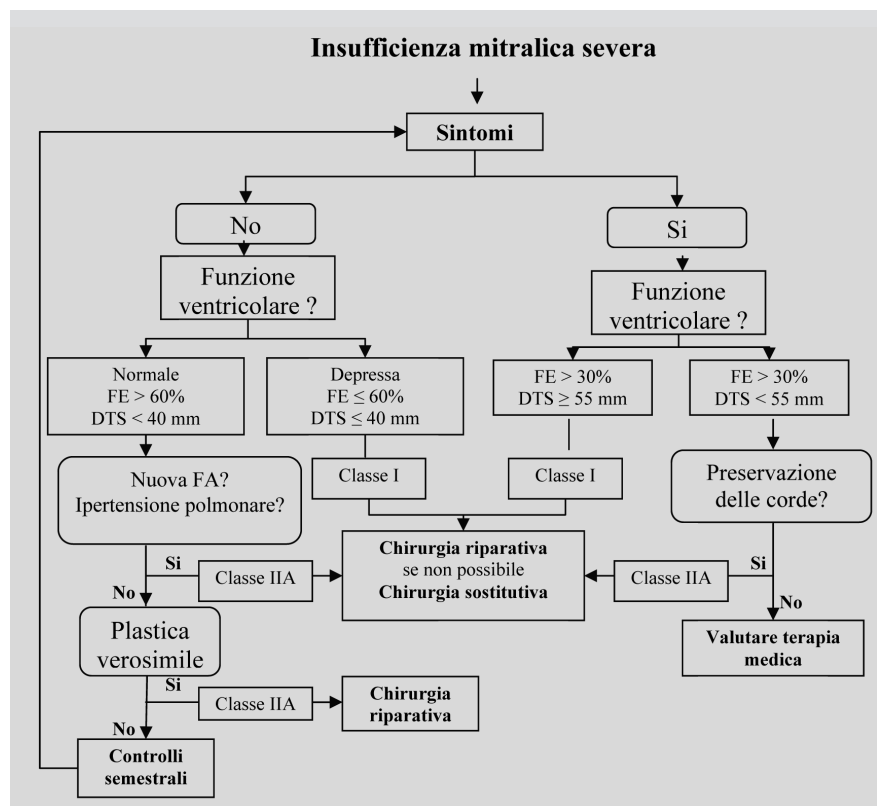 Insufficienza mitralica severa
Sintomi
No
Si
Funzione
ventricolare ?
Funzione
ventricolare ?
Normale
FE > 60%
DTS < 40 mm
Depressa
FE ≤ 60%
DTS ≤ 40 mm
FE > 30%
DTS ≥ 55 mm
FE > 30%
DTS < 55 mm
Nuova FA?
Ipertensione polmonare?
Classe I
Classe I
Preservazione
delle corde?
Chirurgia riparativa
se non possibile
Chirurgia sostitutiva
Si
Classe IIA
Classe IIA
Si
No
No
Plastica
verosimile
Valutare terapia
medica
Si
Classe IIA
Chirurgia
riparativa
No
Controlli
semestrali